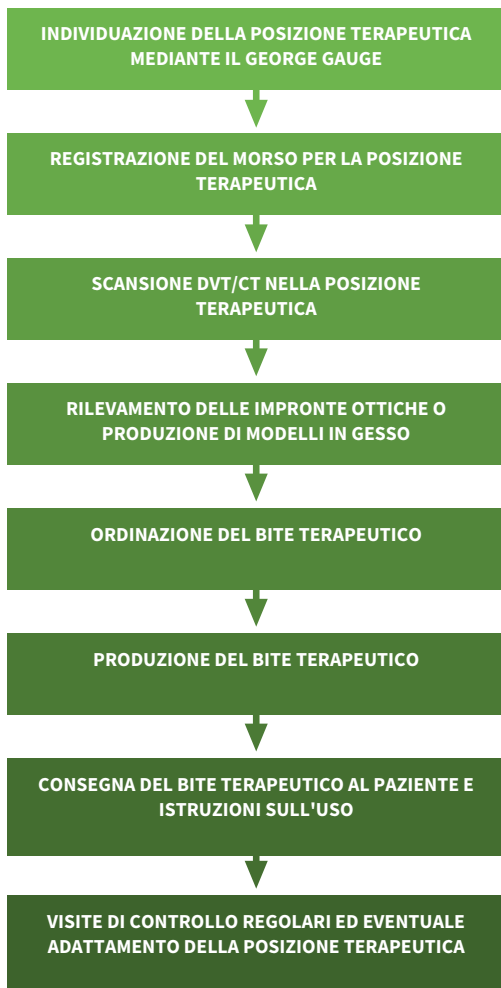 INDIVIDUAZIONE DELLA POSIZIONE TERAPEUTICA
MEDIANTE IL GEORGE GAUGE
REGISTRAZIONE DEL MORSO PER LA POSIZIONE
TERAPEUTICA
SCANSIONE DVT/CT NELLA POSIZIONE
TERAPEUTICA
RILEVAMENTO DELLE IMPRONTE OTTICHE O
PRODUZIONE DI MODELLI IN GESSO
ORDINAZIONE DEL BITE TERAPEUTICO
PRODUZIONE DEL BITE TERAPEUTICO
CONSEGNA DEL BITE TERAPEUTICO AL PAZIENTE E
ISTRUZIONI SULL'USO
VISITE DI CONTROLLO REGOLARI ED EVENTUALE
ADATTAMENTO DELLA POSIZIONE TERAPEUTICA